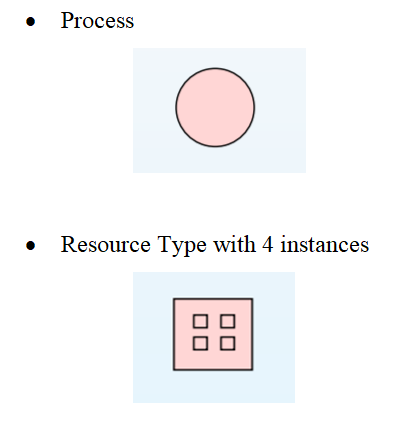 • Process
• Resource Type with 4 instances